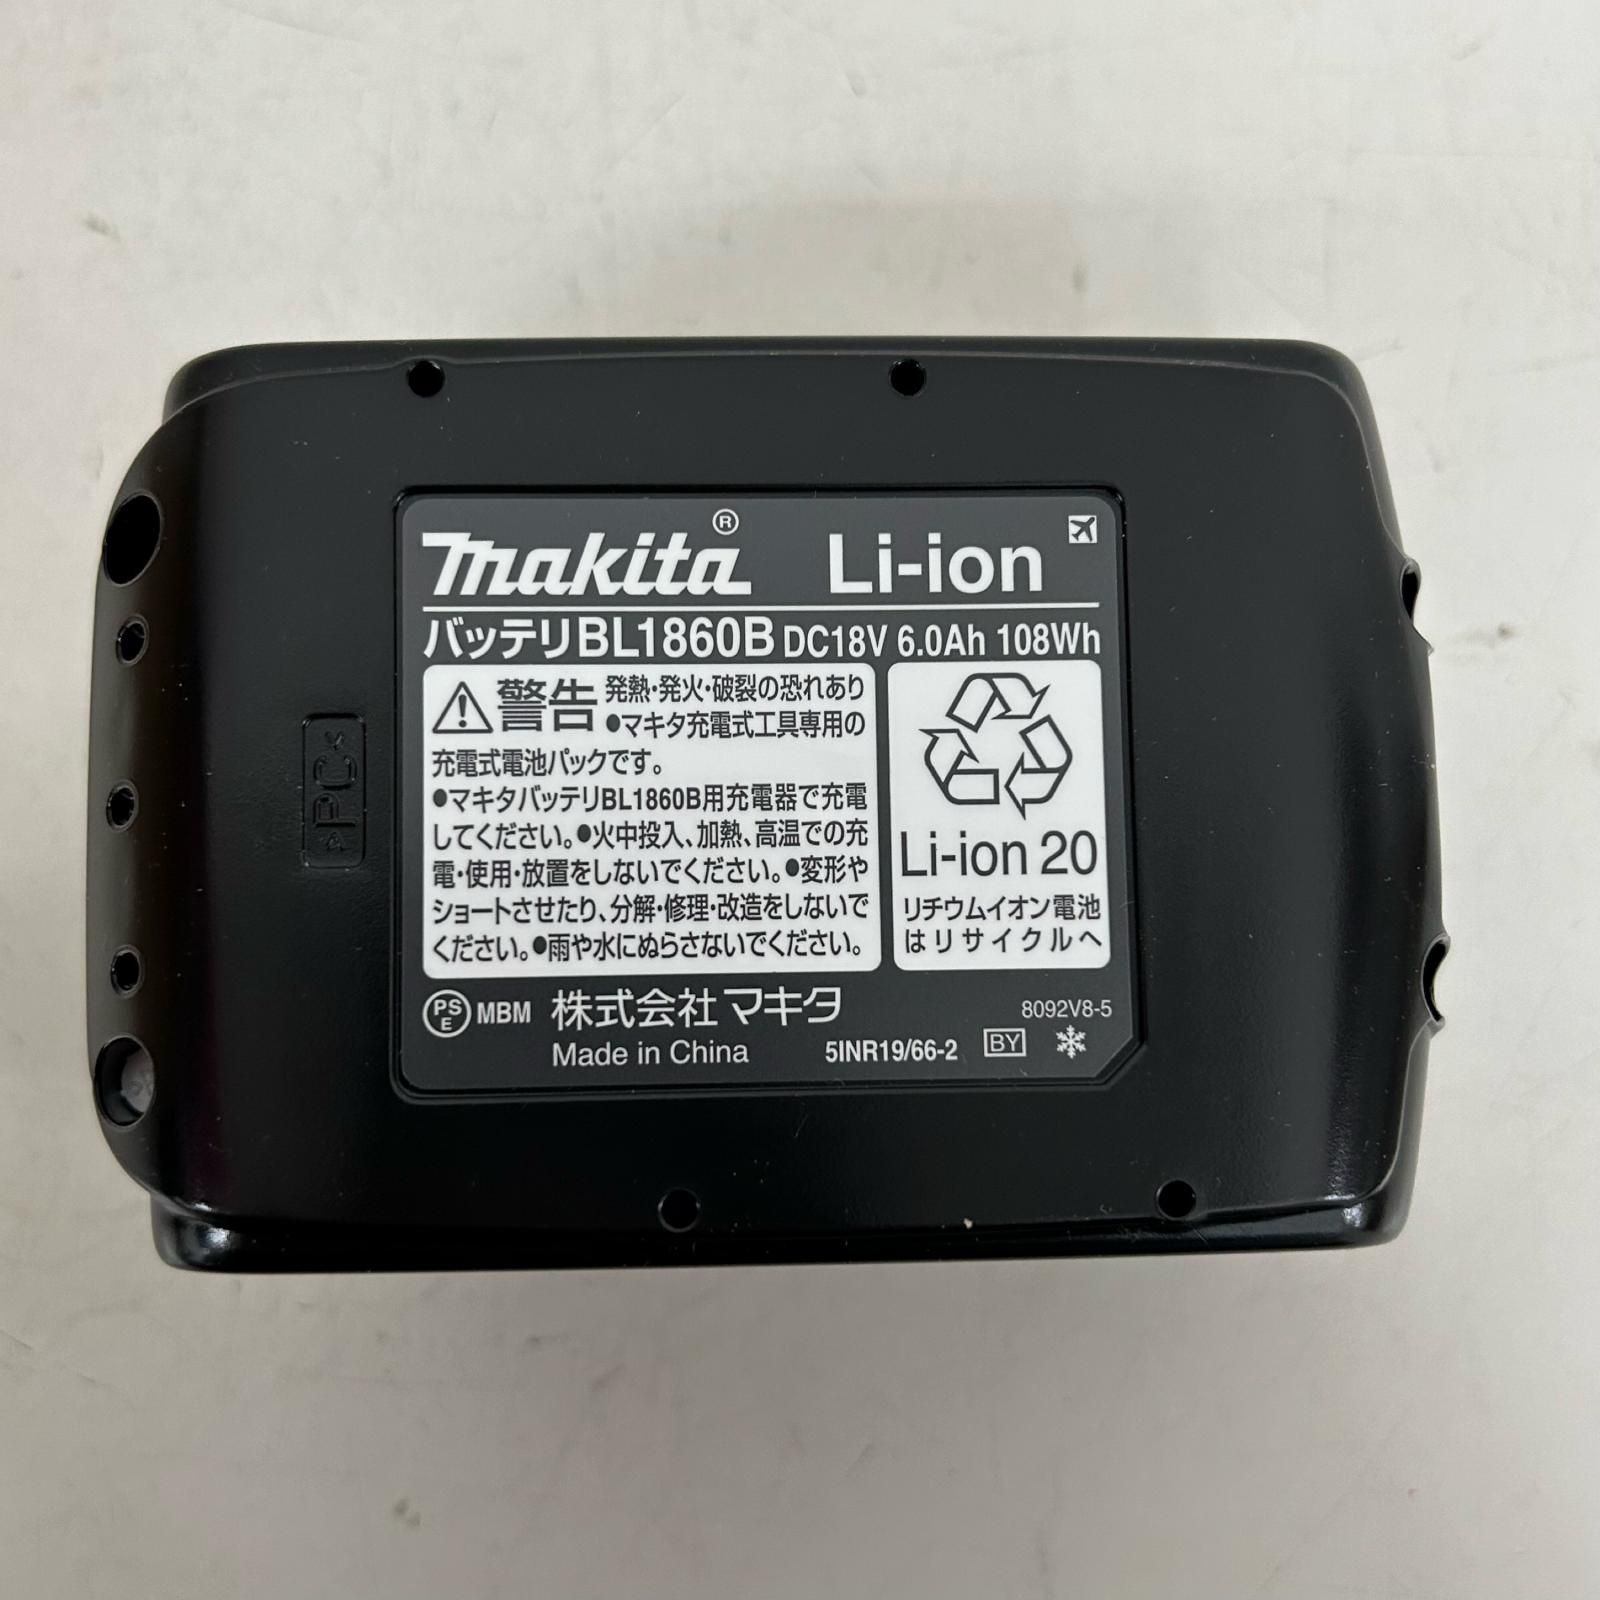 makita® Li-ion
バッテリBL1860B DC18V 6.0Ah 108Wh
警告 発熱・発火・破裂の恐れあり
●マキタ充電式工具専用の
充電式電池パックです。
●マキタバッテリBL1860B用充電器で充電
してください。●火中投入、加熱、高温での充
電・使用・放置をしないでください。●変形や
ショートさせたり、分解・修理・改造をしないで
ください。●雨や水にぬらさないでください。
Li-ion 20
リチウムイオン電池
はリサイクルへ
PS
E
MBM 株式会社マキタ 8092V8-5
Made in China 5INR19/66-2 BY
>PC<